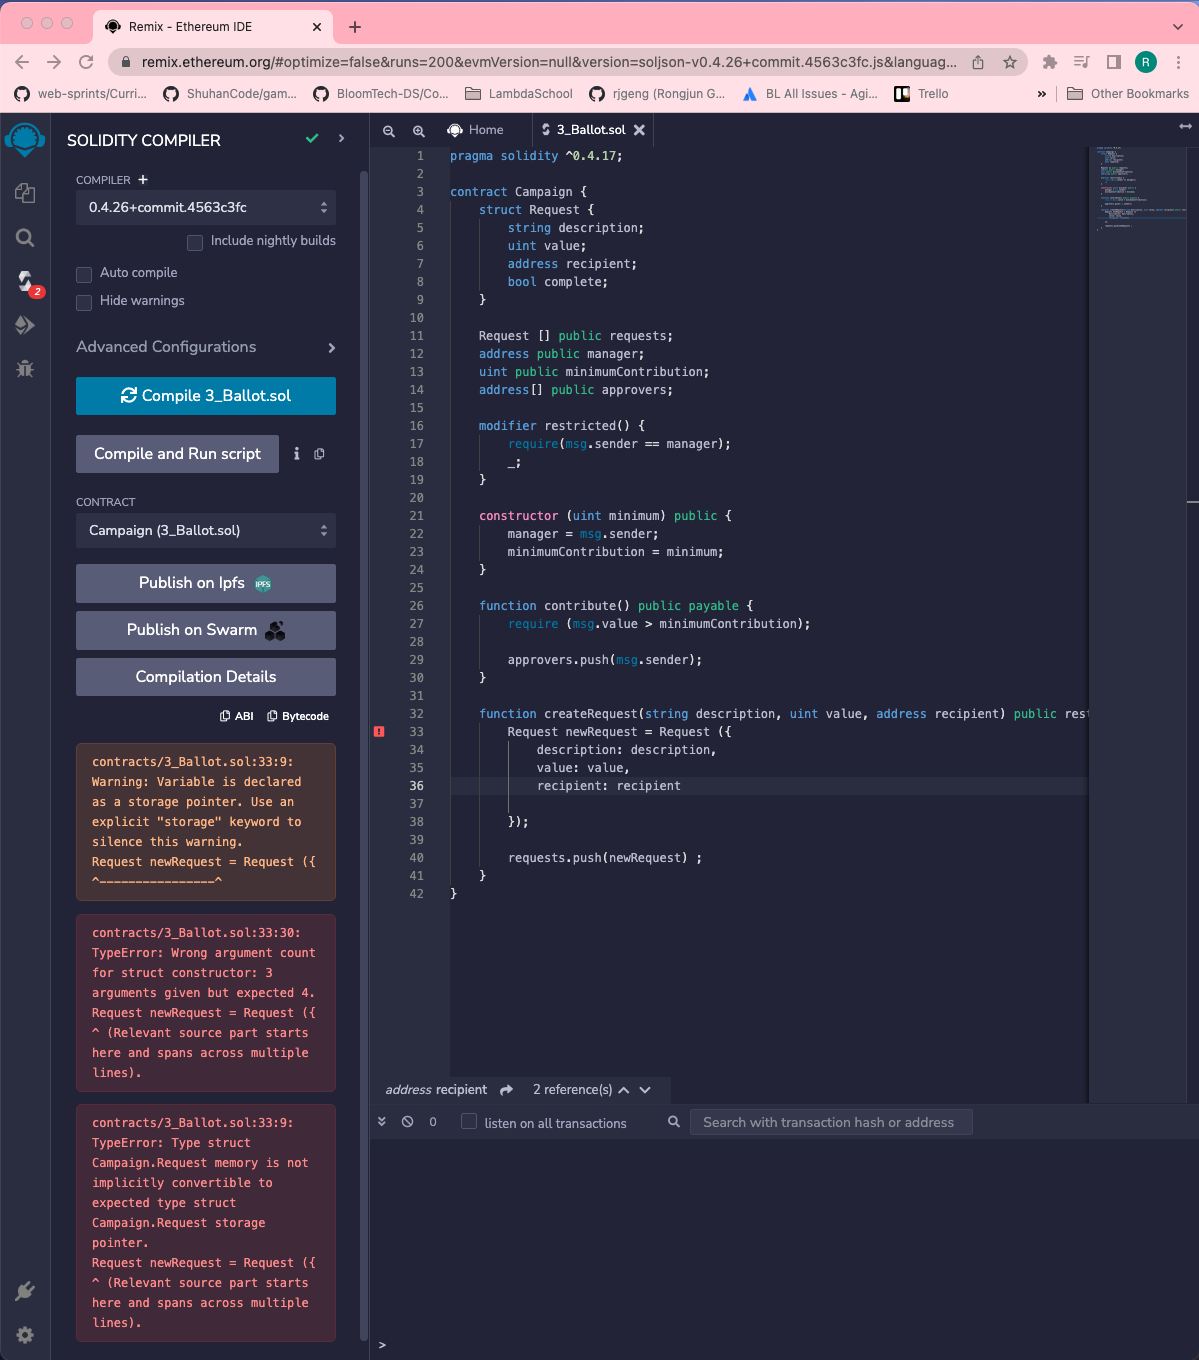 Remix - Ethereum IDE
remix.ethereum.org/#optimize=false&runs=200&evmVersion=null&version=soljson-v0.4.26+commit.4563c3fc.js&languag...
R
web-sprints/Curri...
ShuhanCode/gam...
BloomTech-DS/Co...
LambdaSchool
rjgeng (Rongjun G...
BL All Issues - Agi...
Trello
»
Other Bookmarks
SOLIDITY COMPILER
COMPILER +
0.4.26+commit.4563c3fc
Include nightly builds
Auto compile
Hide warnings
2
Advanced Configurations
Compile 3_Ballot.sol
Compile and Run script
CONTRACT
Campaign (3_Ballot.sol)
Publish on Ipfs IPFS
Publish on Swarm
Compilation Details
ABI Bytecode
contracts/3_Ballot.sol:33:9:
Warning: Variable is declared
as a storage pointer. Use an
explicit "storage" keyword to
silence this warning.
Request newRequest = Request ({
^----------------^
contracts/3_Ballot.sol:33:30:
TypeError: Wrong argument count
for struct constructor: 3
arguments given but expected 4.
Request newRequest = Request ({
^ (Relevant source part starts
here and spans across multiple
lines).
contracts/3_Ballot.sol:33:9:
TypeError: Type struct
Campaign.Request memory is not
implicitly convertible to
expected type struct
Campaign.Request storage
pointer.
Request newRequest = Request ({
^ (Relevant source part starts
here and spans across multiple
lines).
Home
3_Ballot.sol
1 pragma solidity ^0.4.17;
2
3 contract Campaign {
4 struct Request {
5 string description;
6 uint value;
7 address recipient;
8 bool complete;
9 }
10
11 Request [] public requests;
12 address public manager;
13 uint public minimumContribution;
14 address[] public approvers;
15
16 modifier restricted() {
17 require(msg.sender == manager);
18 _;
19 }
20
21 constructor (uint minimum) public {
22 manager = msg.sender;
23 minimumContribution = minimum;
24 }
25
26 function contribute() public payable {
27 require (msg.value > minimumContribution);
28
29 approvers.push(msg.sender);
30 }
31
32 function createRequest(string description, uint value, address recipient) public rest
33 Request newRequest = Request ({
34 description: description,
35 value: value,
36 recipient: recipient
37
38 });
39
40 requests.push(newRequest) ;
41 }
42 }
address recipient 2 reference(s)
0 listen on all transactions Search with transaction hash or address
>